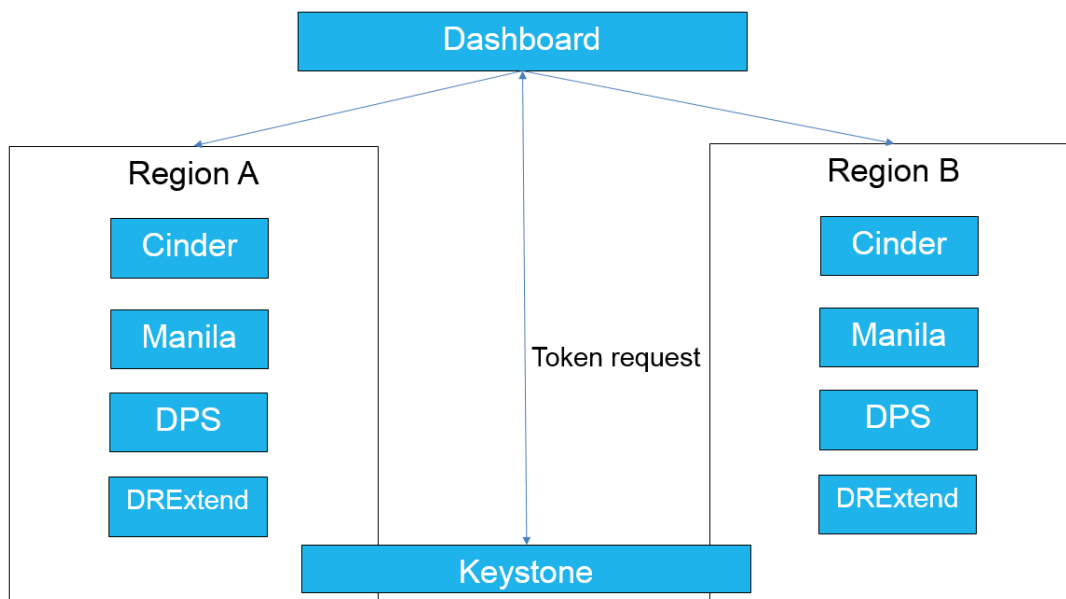 Dashboard
Region A
Region B
Cinder
Cinder
Manila
Manila
Token request
DPS
DPS
DRExtend
DRExtend
Keystone